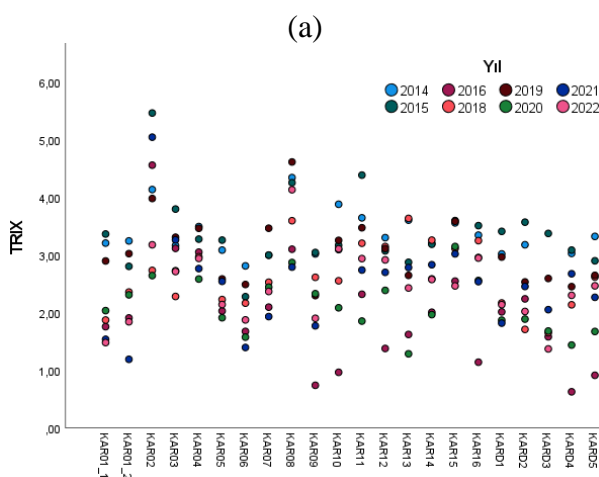 (a)
Yıl
2014 2016 2019 2021
2015 2018 2020 2022
TRIX
6,00
5,00
4,00
3,00
2,00
1,00
,00
KAR01_1
KAR01_2
KAR02
KAR03
KAR04
KAR05
KAR06
KAR07
KAR08
KAR09
KAR10
KAR11
KAR12
KAR13
KAR14
KAR15
KAR16
KARD1
KARD2
KARD3
KARD4
KARD5